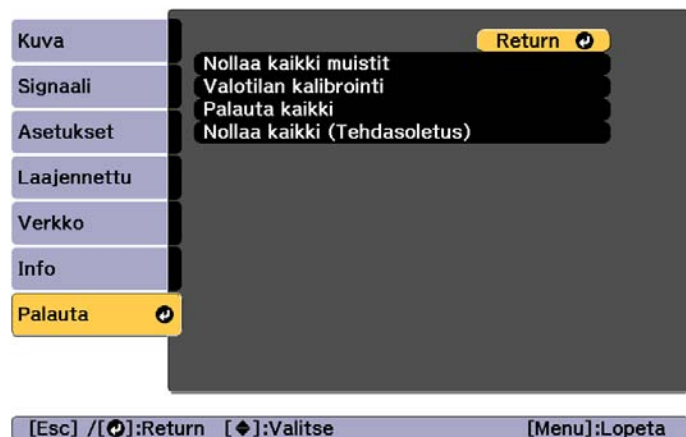 Kuva
Signaali
Asetukset
Laajennettu
Verkko
Info
Palauta
Return
Nollaa kaikki muistit
Valotilan kalibrointi
Palauta kaikki
Nollaa kaikki (Tehdasoletus)
[Esc] /[]:Return [◆]:Valitse [Menu]:Lopeta